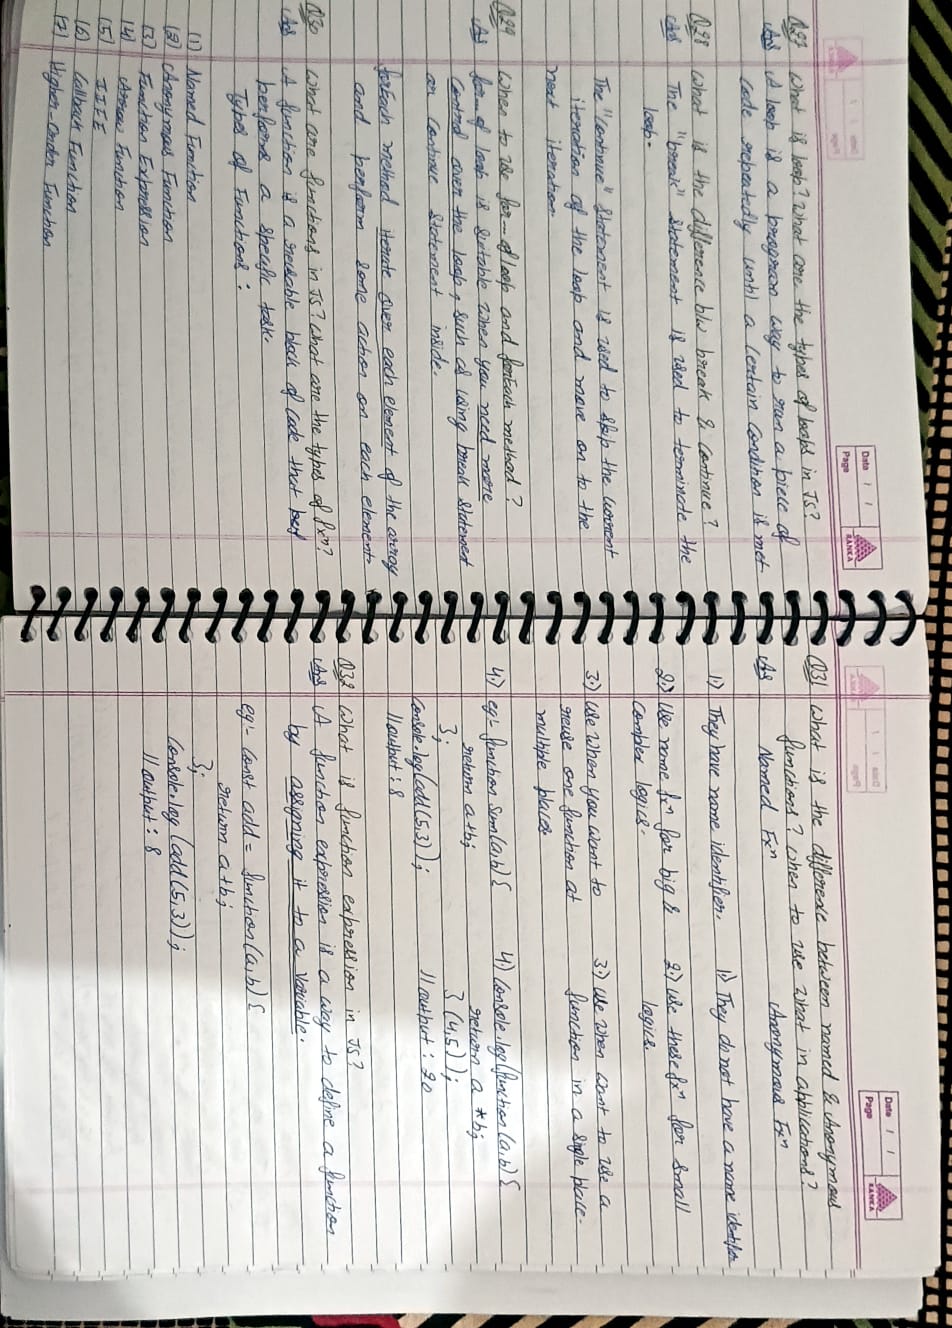 Date / /
Page
RANKA
Q27 What is loop? What are the types of loops in JS?
Ans A loop is a program way to run a piece of
code repeatedly until a certain condition is met.
Q28 What is the difference b/w break & continue?
Ans The "break" statement is used to terminate the
loop.
The "continue" statement is used to skip the current
iteration of the loop and move on to the
next iteration.
Q29 When to use for-of loop and forEach method?
Ans for-of loop is suitable when you need more
control over the loop, such as using break statement
or continue statement inside.
forEach method iterate over each element of the array
and perform some action on each element.
Q30 What are functions in JS? What are the types of fxn?
Ans A function is a reusable block of code that
performs a specific task.
Types of Functions:
(1) Named Function
(2) Anonymous Function
(3) Function Expression
(4) Arrow Function
(5) IIFE
(6) Callback Function
(7) Higher-Order Function
Date / /
Page
RANKA
Q31 What is the difference between named & Anonymous
functions? When to use what in applications?
Ans Named Fxn Anonymous Fxn
1) They have name identifier. 1) They do not have a name identifier
2.) Use name fxn for big & 2.) use these fxn for small
complex logics. logics.
3.) use when you want to 3.) use when want to use a
reuse one function at function in a single place.
multiple places
4.) eg:- function sum(a,b) { 4) console.log(function(a,b) {
return a+b; return a * b;
}; } (4,5));
console.log(add(5,3)); // output : 20
// output : 8
Q32 What is function expression in JS?
Ans A function expression is a way to define a function
by assigning it to a variable.
eg:- const add = function(a,b) {
return a+b;
};
console.log (add(5,3));
// output : 8